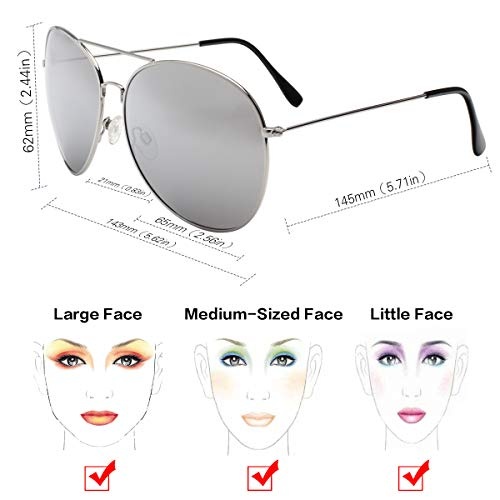 62mm (2.44in)
21mm (0.83in)
65mm (2.56in)
143mm (5.62in)
145mm (5.71in)
Large Face
Medium-Sized Face
Little Face